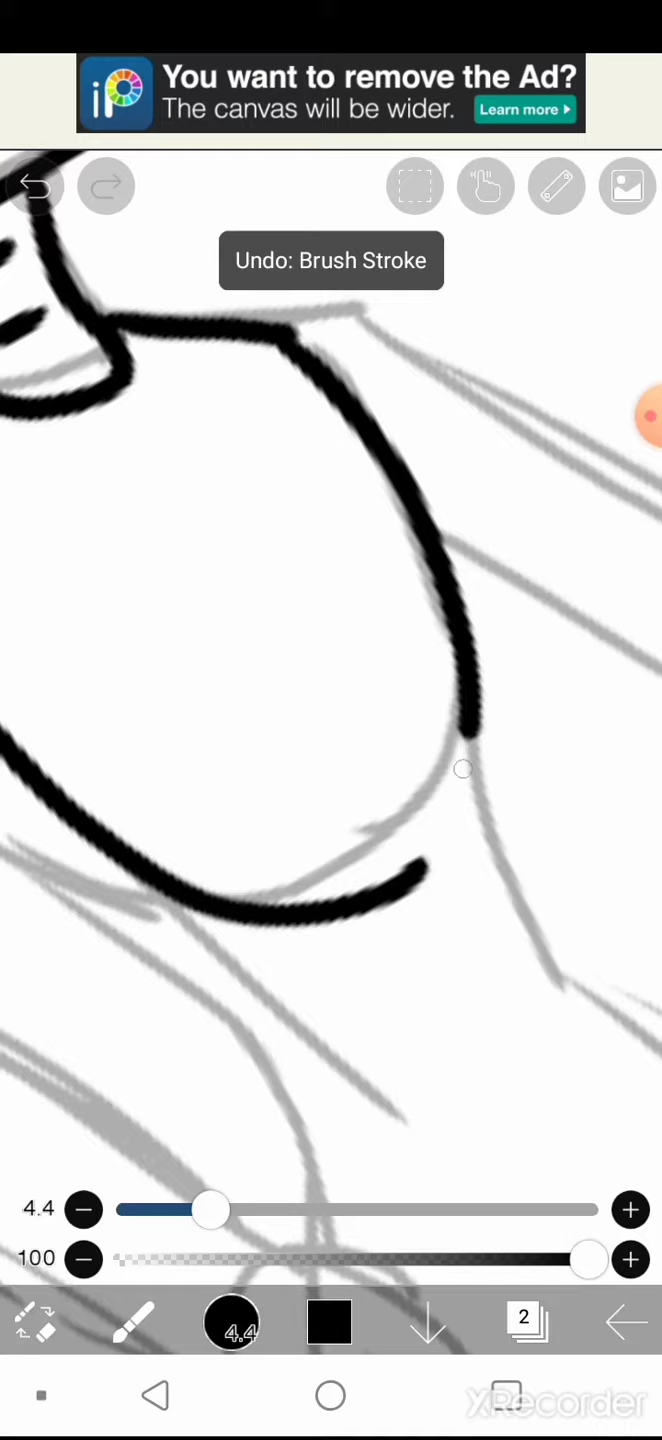 iP
You want to remove the Ad?
The canvas will be wider.
Learn more
Undo: Brush Stroke
4.4
100
4.4
2
XRecorder